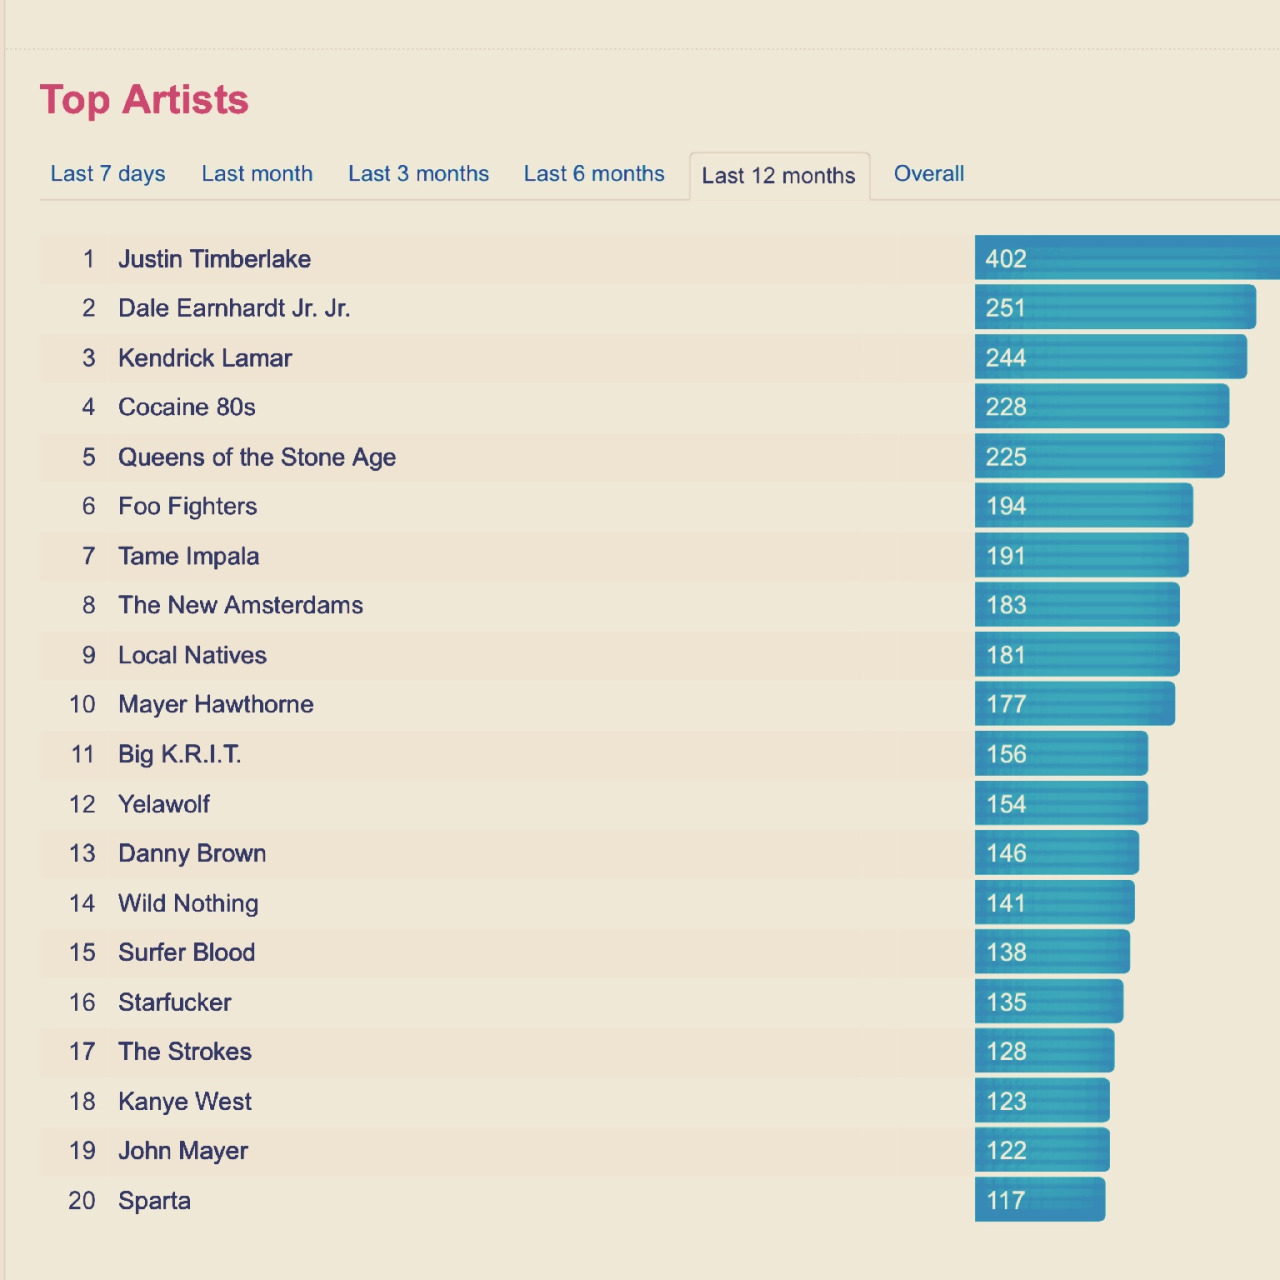 Top Artists
Last 7 days Last month Last 3 months Last 6 months Last 12 months Overall
1 Justin Timberlake 402
2 Dale Earnhardt Jr. Jr. 251
3 Kendrick Lamar 244
4 Cocaine 80s 228
5 Queens of the Stone Age 225
6 Foo Fighters 194
7 Tame Impala 191
8 The New Amsterdams 183
9 Local Natives 181
10 Mayer Hawthorne 177
11 Big K.R.I.T. 156
12 Yelawolf 154
13 Danny Brown 146
14 Wild Nothing 141
15 Surfer Blood 138
16 Starfucker 135
17 The Strokes 128
18 Kanye West 123
19 John Mayer 122
20 Sparta 117